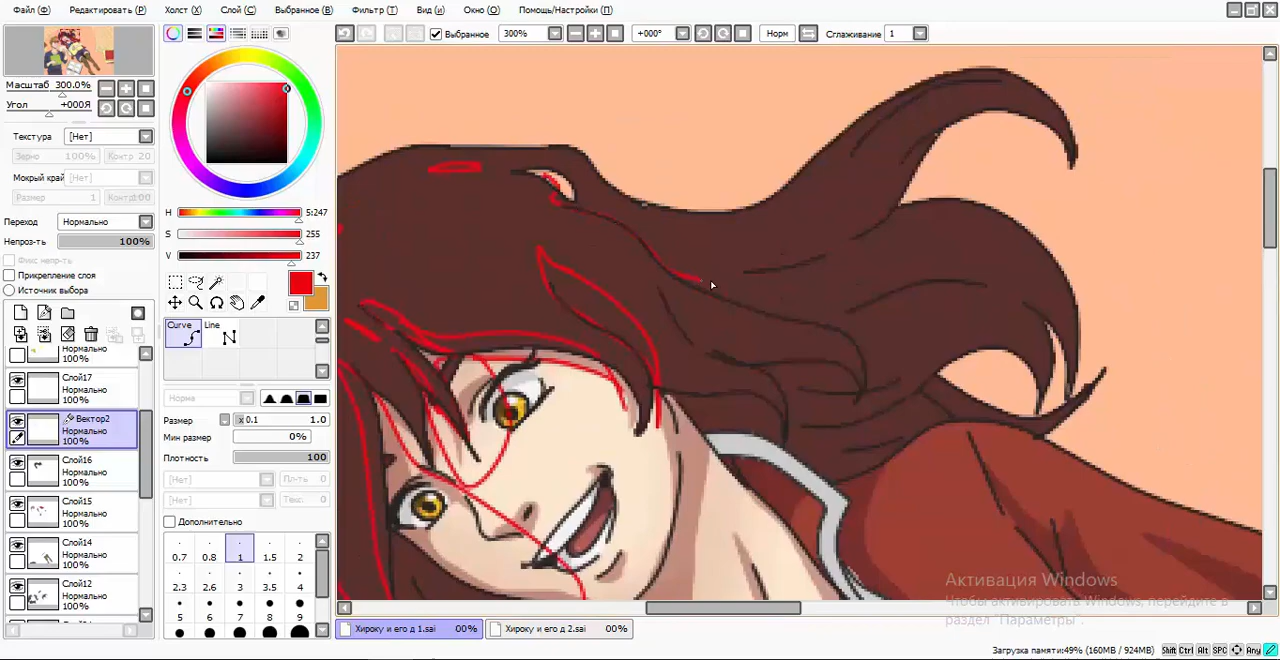 Файл (Ф) Редактировать (Р) Холст (Х) Слой (С) Выбранное (В) Фильтр (Т) Вид (и) Окно (О) Помощь/Настройки (П)
Выбранное 300% +000° Норм Сглаживание 1
Масштаб 300.0%
Угол +000Я
Текстура [Нет]
Зерно 100% Контр 20
Мокрый край [Нет]
Размер 1
Переход Нормально
Непроз-ть 100%
Фикс непр-ть
Прикрепление слоя
Источник выбора
Нормально
100%
Слой17
Нормально
100%
Вектор2
Нормально
100%
Слой16
Нормально
100%
Слой15
Нормально
100%
Слой14
Нормально
100%
Слой12
Нормально
100%
H 5:247
S 255
V 237
Curve Line
Норма
Размер x 0.1 1.0
Мин размер 0%
Плотность 100
[Нет] Пл-ть 0
[Нет] Текс: 0
Дополнительно
0.7 0.8 1 1.5 2
2.3 2.6 3 3.5 4
5 6 7 8 9
Активация Windows
Чтобы активировать Windows, перейдите в
раздел "Параметры".
Хироку и его д 1.sai 00% Хироку и его д 2.sai 00%
Загрузка памяти:49% (160MB / 924MB) Shift Ctrl Alt SPC Any